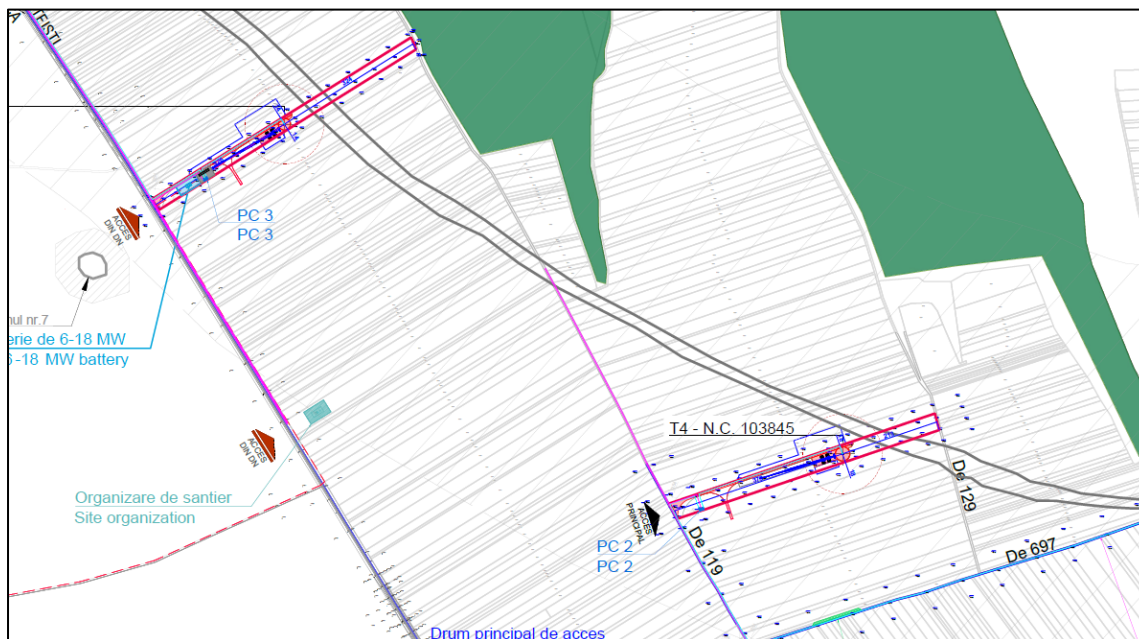 TEISTI
PC 3
PC 3
ACCES
DIN DN
nul nr.7
erie de 6-18 MW
6-18 MW battery
ACCES
DIN DN
T4 - N.C. 103845
Organizare de santier
Site organization
ACCES
PRINCIPAL
PC 2
PC 2
De 119
De 129
De 697
Drum principal de acces